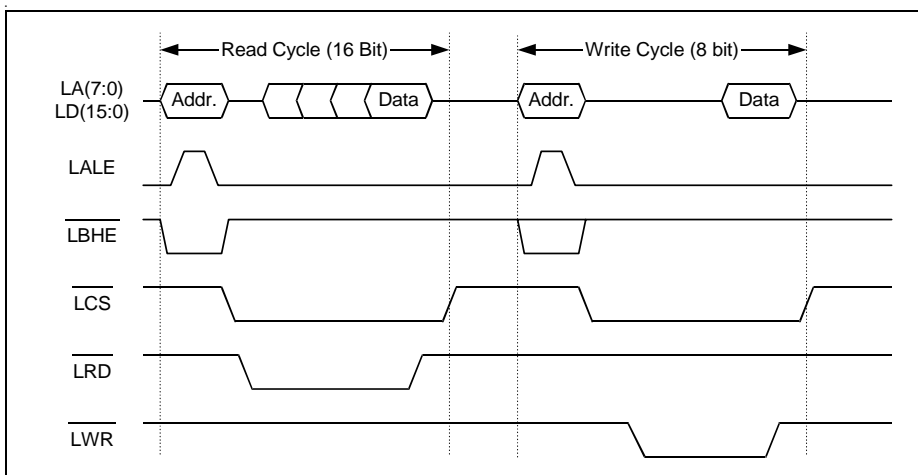 Read Cycle (16 Bit) Write Cycle (8 bit)
LA(7:0)
LD(15:0)
Addr. Data Addr. Data
LALE
LBHE
LCS
LRD
LWR